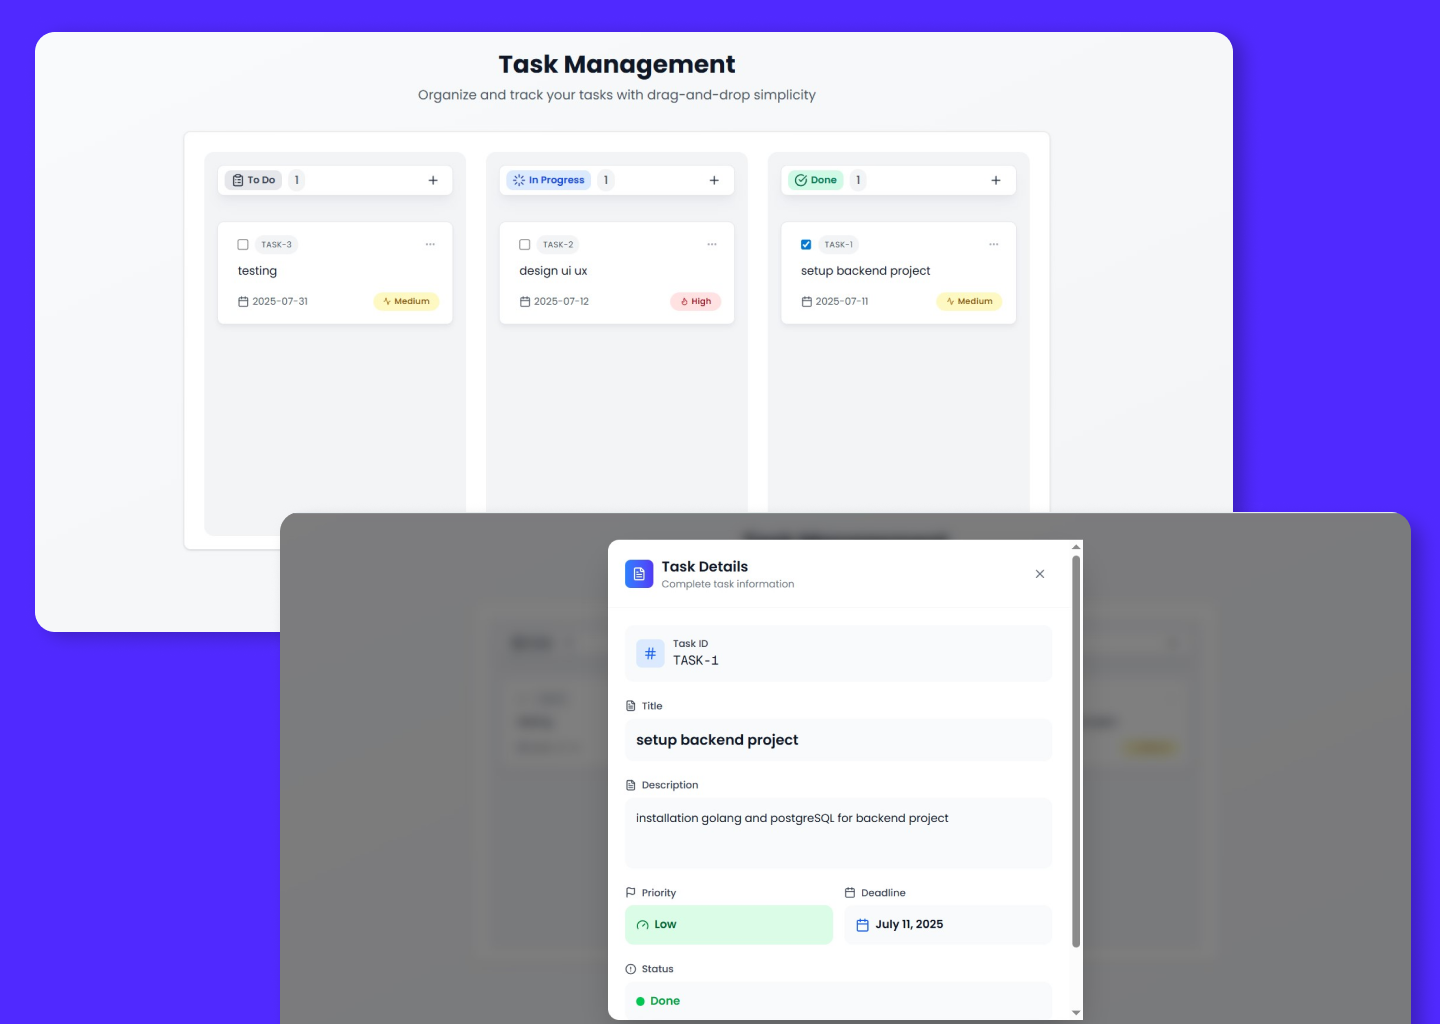 Task Management
Organize and track your tasks with drag-and-drop simplicity
To Do 1 +
TASK-3 ...
testing
2025-07-31 Medium
In Progress 1 +
TASK-2 ...
design ui ux
2025-07-12 High
Done 1 +
TASK-1 ...
setup backend project
2025-07-11 Medium
Task Details
Complete task information
Task ID
TASK-1
Title
setup backend project
Description
installation golang and postgreSQL for backend project
Priority
Low
Deadline
July 11, 2025
Status
Done